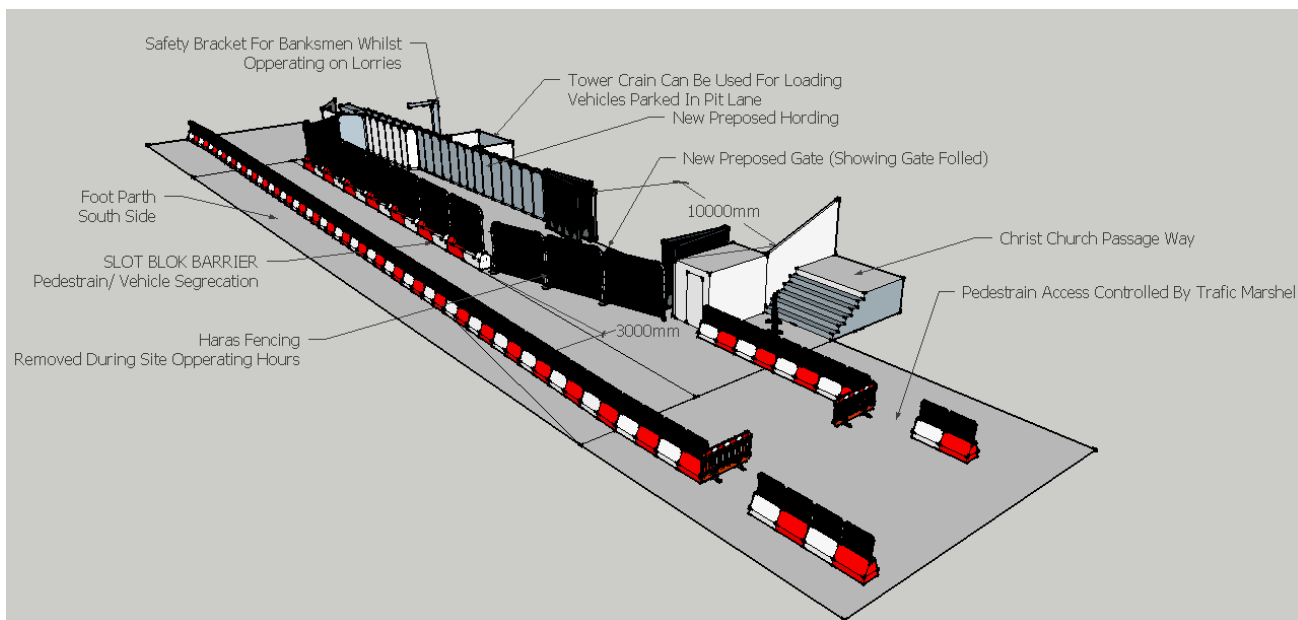 Safety Bracket For Banksmen Whilst
Opperating on Lorries
Tower Crain Can Be Used For Loading
Vehicles Parked In Pit Lane
New Preposed Hording
New Preposed Gate (Showing Gate Folled)
10000mm
Foot Parth
South Side
Christ Church Passage Way
SLOT BLOK BARRIER
Pedestrain/ Vehicle Segrecation
Pedestrain Access Controlled By Trafic Marshel
3000mm
Haras Fencing
Removed During Site Opperating Hours